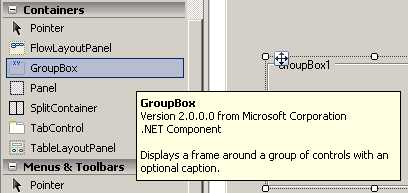 Containers
Pointer
FlowLayoutPanel
GroupBox
Panel
SplitContainer
TabControl
TableLayoutPanel
Menus & Toolbars
Pointer
GroupBox1
GroupBox
Version 2.0.0.0 from Microsoft Corporation
.NET Component
Displays a frame around a group of controls with an
optional caption.